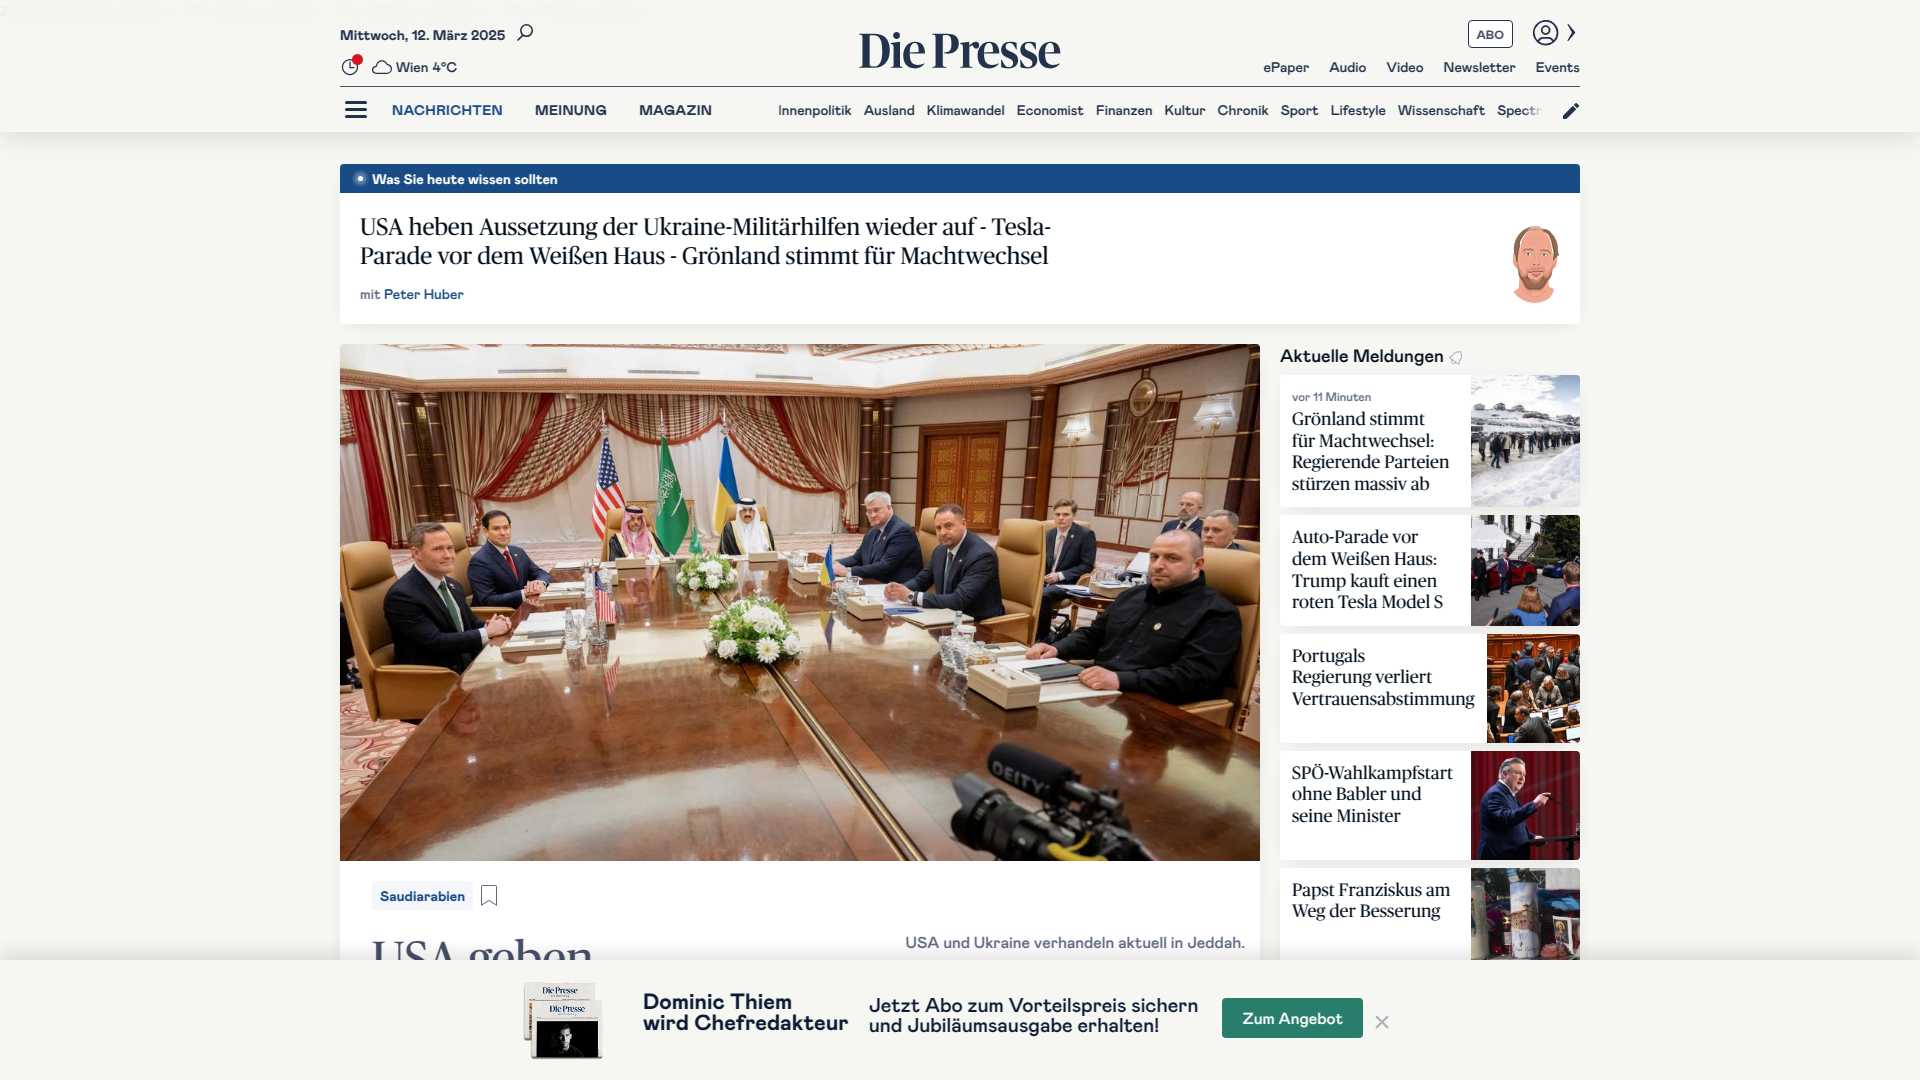 Mittwoch, 12. März 2025
Wien 4°C
Die Presse
ABO
ePaper Audio Video Newsletter Events
NACHRICHTEN MEINUNG MAGAZIN
Innenpolitik Ausland Klimawandel Economist Finanzen Kultur Chronik Sport Lifestyle Wissenschaft Spectr
Was Sie heute wissen sollten
USA heben Aussetzung der Ukraine-Militärhilfen wieder auf - Tesla-
Parade vor dem Weißen Haus - Grönland stimmt für Machtwechsel
mit Peter Huber
DEITY
Saudiarabien
USA geben
USA und Ukraine verhandeln aktuell in Jeddah.
Aktuelle Meldungen
vor 11 Minuten
Grönland stimmt
für Machtwechsel:
Regierende Parteien
stürzen massiv ab
Auto-Parade vor
dem Weißen Haus:
Trump kauft einen
roten Tesla Model S
Portugals
Regierung verliert
Vertrauensabstimmung
SPÖ-Wahlkampfstart
ohne Babler und
seine Minister
Papst Franziskus am
Weg der Besserung
Die Presse
Die Presse
Dominic Thiem
wird Chefredakteur
Jetzt Abo zum Vorteilspreis sichern
und Jubiläumsausgabe erhalten!
Zum Angebot